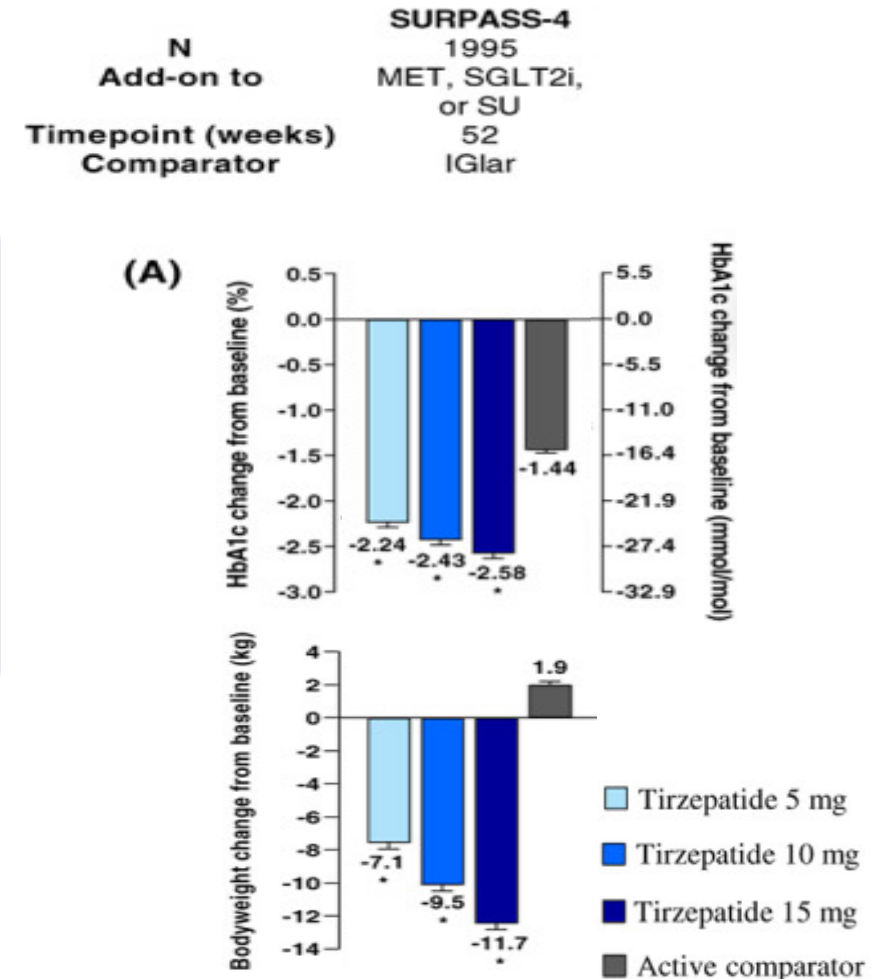 SURPASS-4
N 1995
Add-on to MET, SGLT2i,
or SU
Timepoint (weeks) 52
Comparator IGlar
(A)
HbA1c change from baseline (%)
0.5
0.0
-0.5
-1.0
-1.5
-2.0
-2.5
-3.0
-2.24
*
-2.43
*
-2.58
*
-1.44
5.5
0.0
-5.5
-11.0
-16.4
-21.9
-27.4
-32.9
HbA1c change from baseline (mmol/mol)
Bodyweight change from baseline (kg)
4
2
0
-2
-4
-6
-8
-10
-12
-14
-7.1
*
-9.5
*
-11.7
*
1.9
Tirzepatide 5 mg
Tirzepatide 10 mg
Tirzepatide 15 mg
Active comparator